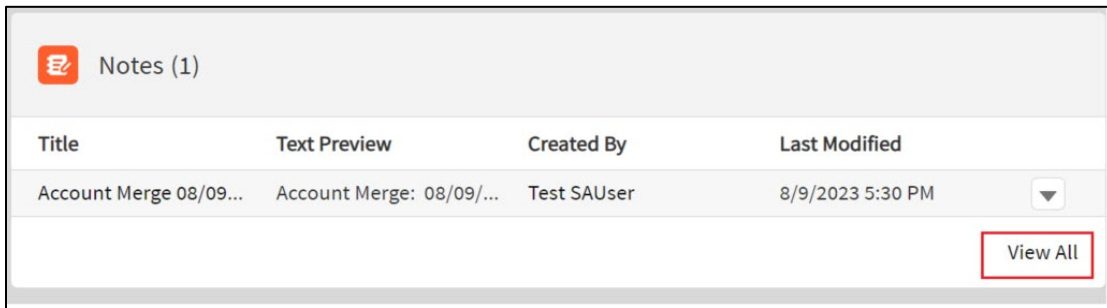 Notes (1)
Title Text Preview Created By Last Modified
Account Merge 08/09... Account Merge: 08/09/... Test SAUser 8/9/2023 5:30 PM
View All